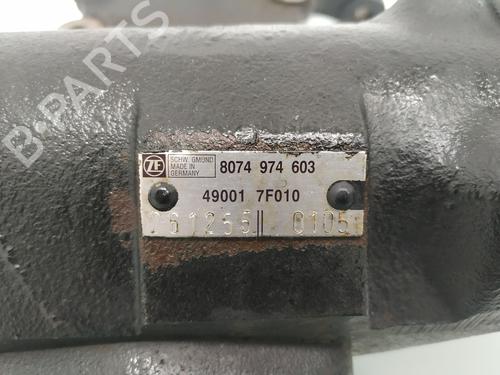 B-PARTS
ZF
SCHW. GMÜND
MADE IN
GERMANY
8074 974 603
49001 7F010
61255 0105